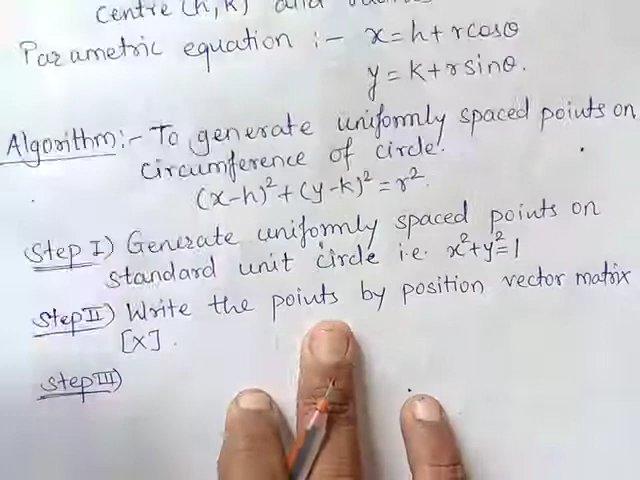 centre (h, k) and
Parametric equation :- x = h + r cosθ
y = k + r sinθ.
Algorithm:- To generate uniformly spaced points on
circumference of circle.
(x-h)² + (y-k)² = r².
Step I) Generate uniformly spaced points on
standard unit circle i.e. x² + y² = 1
Step II) Write the points by position vector matrix
[X].
Step III)